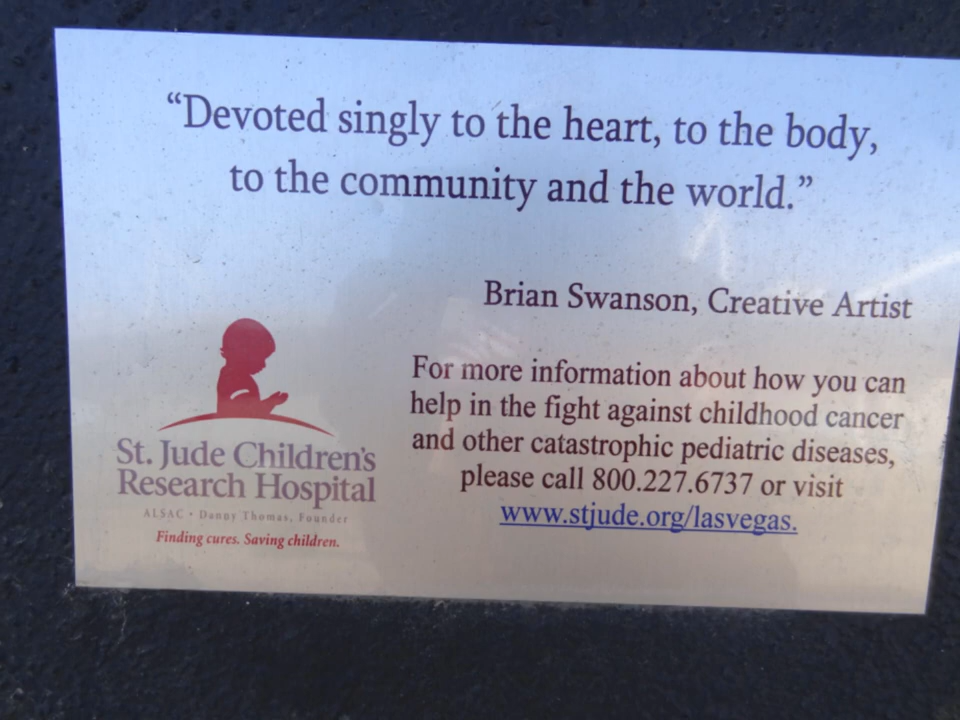 “Devoted singly to the heart, to the body,
to the community and the world.”
Brian Swanson, Creative Artist
For more information about how you can
help in the fight against childhood cancer
and other catastrophic pediatric diseases,
please call 800.227.6737 or visit
www.stjude.org/lasvegas.
St. Jude Children's
Research Hospital
ALSAC • Danny Thomas, Founder
Finding cures. Saving children.